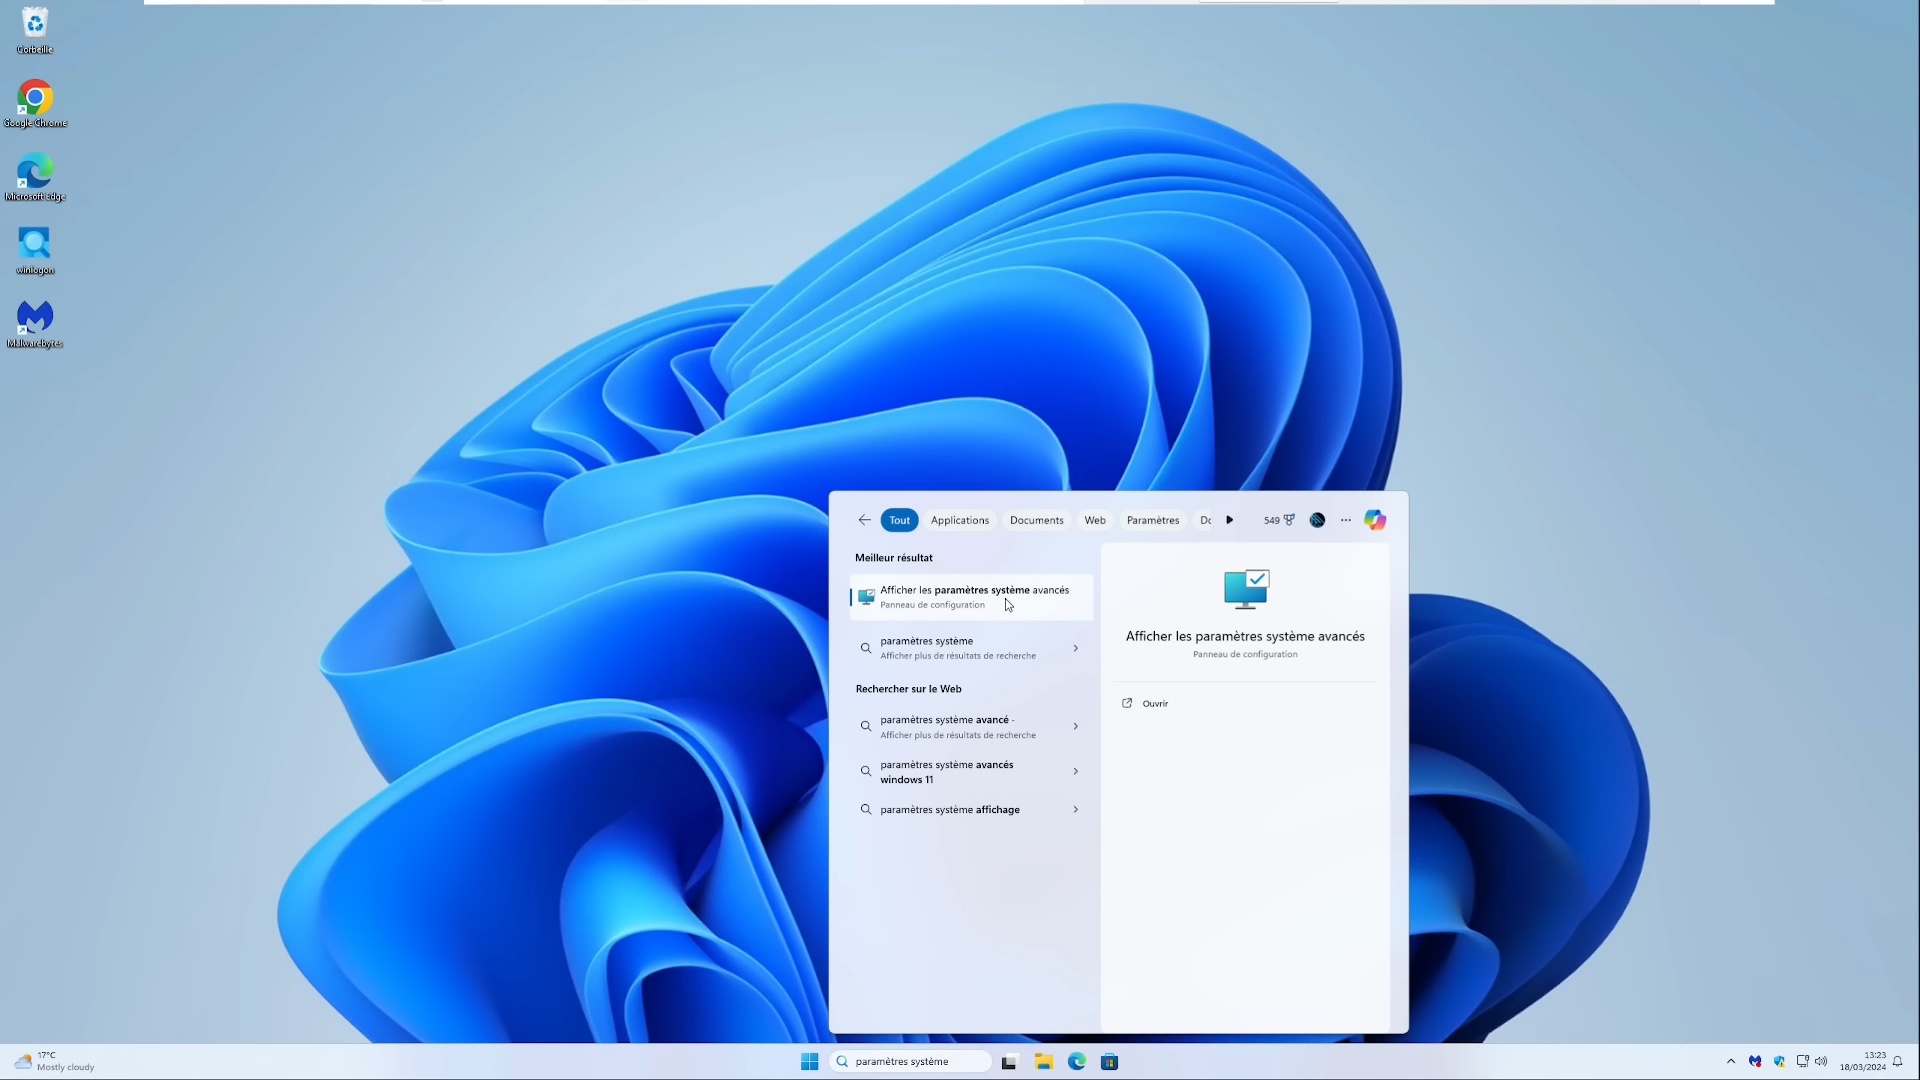 Corbeille
Google Chrome
Microsoft Edge
winlogon
Malwarebytes
Tout
Applications
Documents
Web
Paramètres
Do
549
Meilleur résultat
Afficher les paramètres système avancés
Panneau de configuration
paramètres système
Afficher plus de résultats de recherche
Rechercher sur le Web
paramètres système avancé -
Afficher plus de résultats de recherche
paramètres système avancés
windows 11
paramètres système affichage
Afficher les paramètres système avancés
Panneau de configuration
Ouvrir
17°C
Mostly cloudy
paramètres système
13:23
18/03/2024